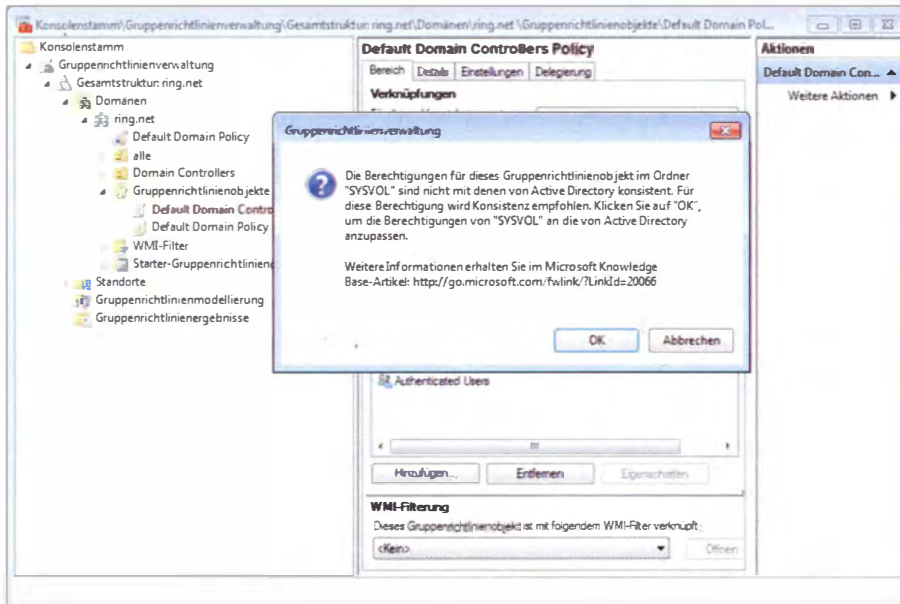 Konsolenstamm\Gruppenrichtlinienverwaltung\Gesamtstruktur: ring.net\Domänen\ring.net\Gruppenrichtlinienobjekte\Default Domain Pol...
Konsolenstamm
Gruppenrichtlinienverwaltung
Gesamtstruktur: ring.net
Domänen
ring.net
Default Domain Policy
alle
Domain Controllers
Gruppenrichtlinienobjekte
Default Domain Contro
Default Domain Policy
WMI-Filter
Starter-Gruppenrichtlinien
Standorte
Gruppenrichtlinienmodellierung
Gruppenrichtlinienergebnisse
Default Domain Controllers Policy
Bereich Details Einstellungen Delegierung
Verknüpfungen
Gruppenrichtlinienverwaltung
Die Berechtigungen für dieses Gruppenrichtlinienobjekt im Ordner
"SYSVOL" sind nicht mit denen von Active Directory konsistent. Für
diese Berechtigung wird Konsistenz empfohlen. Klicken Sie auf "OK",
um die Berechtigungen von "SYSVOL" an die von Active Directory
anzupassen.
Weitere Informationen erhalten Sie im Microsoft Knowledge
Base-Artikel: http://go.microsoft.com/fwlink/?LinkId=20066
OK Abbrechen
Authenticated Users
Hinzufügen... Entfernen Eigenschaften
WMI-Filterung
Dieses Gruppenrichtlinienobjekt ist mit folgendem WMI-Filter verknüpft:
<Kein> Öffnen
Aktionen
Default Domain Con...
Weitere Aktionen